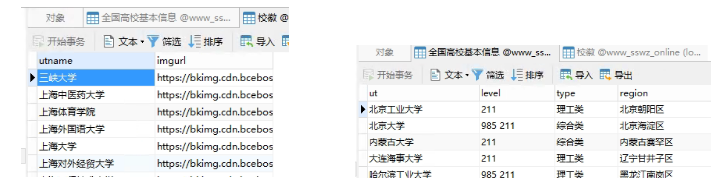 对象 全国高校基本信息 @www_ss... 校徽 @
开始事务 文本 筛选 排序 导入
utname imgurl
三峡大学 https://bkimg.cdn.bcebos
上海中医药大学 https://bkimg.cdn.bcebos
上海体育学院 https://bkimg.cdn.bcebos
上海外国语大学 https://bkimg.cdn.bcebos
上海大学 https://bkimg.cdn.bcebos
上海对外经贸大学 https://bkimg.cdn.bcebos
对象 全国高校基本信息 @www_ss... 校徽 @www_sswz_online (lo...
开始事务 文本 筛选 排序 导入 导出
ut level type region
北京工业大学 211 理工类 北京朝阳区
北京大学 985 211 综合类 北京海淀区
内蒙古大学 211 综合类 内蒙古赛罕区
大连海事大学 211 理工类 辽宁甘井子区
哈尔滨工业大学 985 211 理工类 黑龙江南岗区